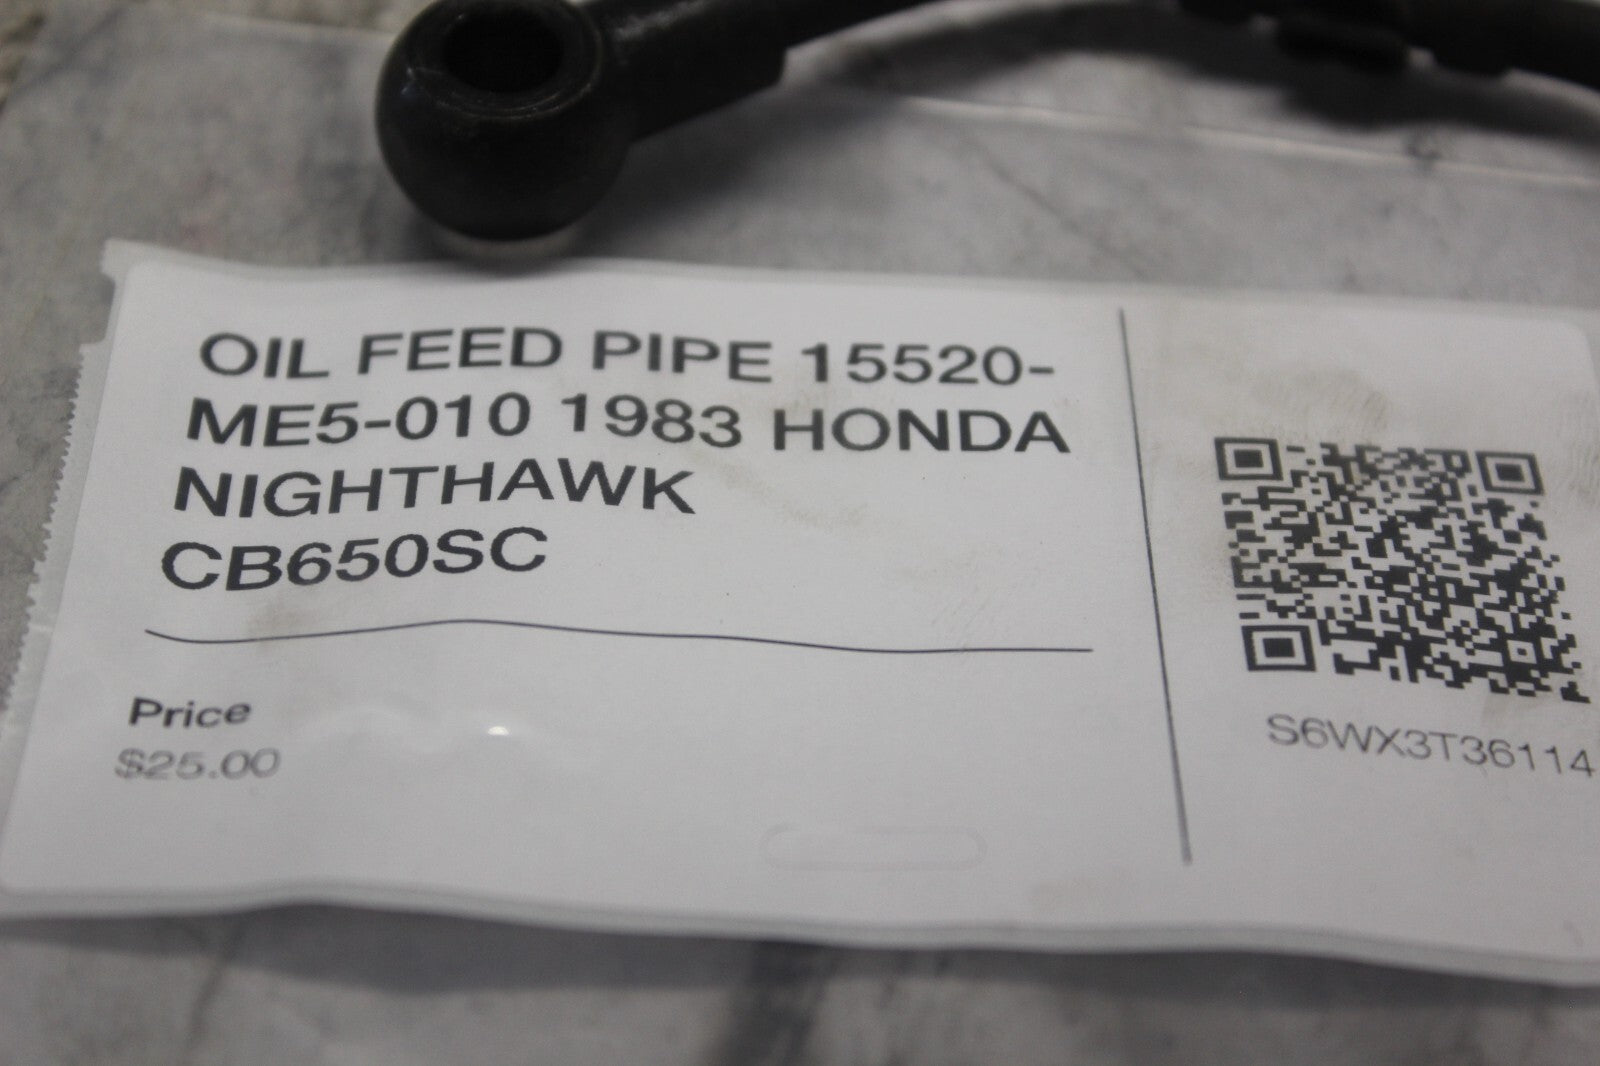 OIL FEED PIPE 15520-
ME5-010 1983 HONDA
NIGHTHAWK
CB650SC
Price
$25.00
S6WX3T36114